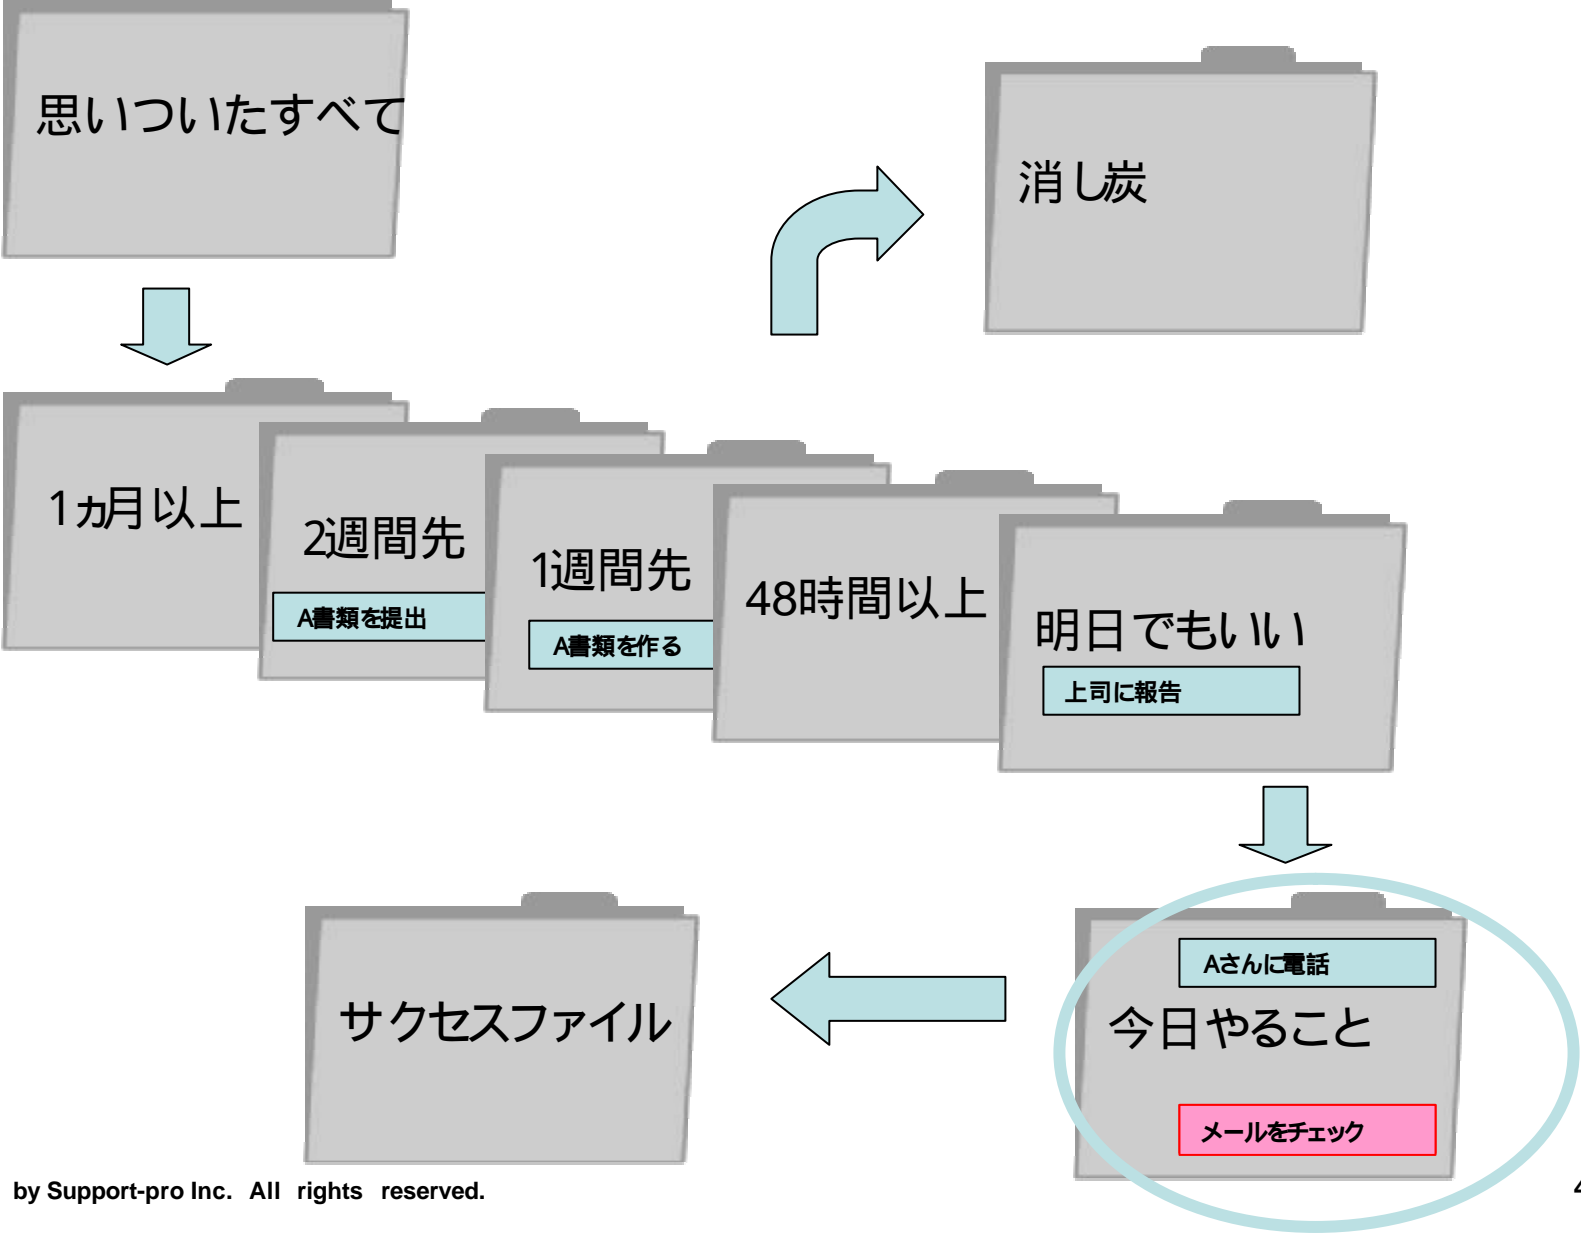 思いついたすべて
消し炭
1ヵ月以上
2週間先
A書類を提出
1週間先
A書類を作る
48時間以上
明日でもいい
上司に報告
サクセスファイル
Aさんに電話
今日やること
メールをチェック
by Support-pro Inc. All rights reserved.